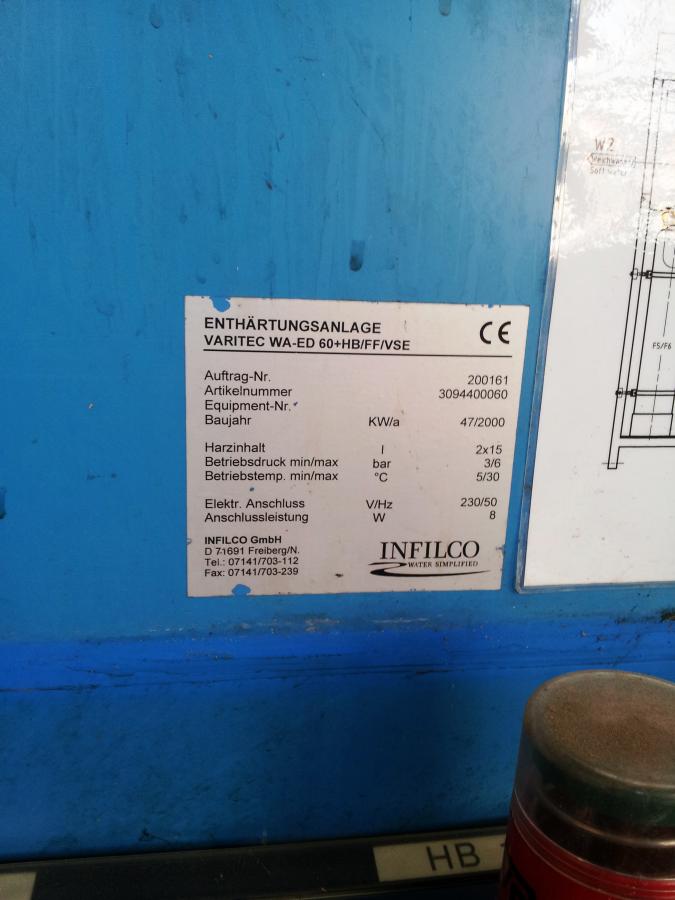 ENTHÄRTUNGSANLAGE
VARITEC WA-ED 60+HB/FF/VSE
CE
Auftrag-Nr. 200161
Artikelnummer 3094400060
Equipment-Nr.
Baujahr KW/a 47/2000
Harzinhalt l 2x15
Betriebsdruck min/max bar 3/6
Betriebstemp. min/max °C 5/30
Elektr. Anschluss V/Hz 230/50
Anschlussleistung W 8
INFILCO GmbH
D 71691 Freiberg/N.
Tel.: 07141/703-112
Fax: 07141/703-239
INFILCO
WATER SIMPLIFIED
W2
Weichwasser
Soft water
F5/F6
HB